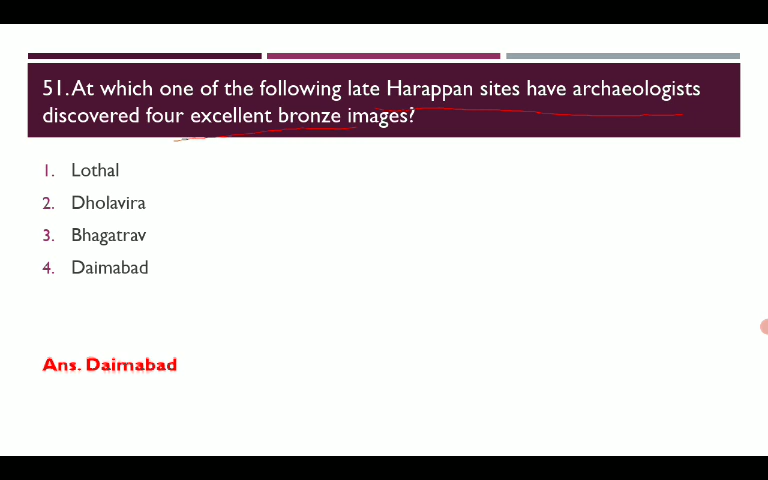 51. At which one of the following late Harappan sites have archaeologists
discovered four excellent bronze images?
1. Lothal
2. Dholavira
3. Bhagatrav
4. Daimabad
Ans. Daimabad